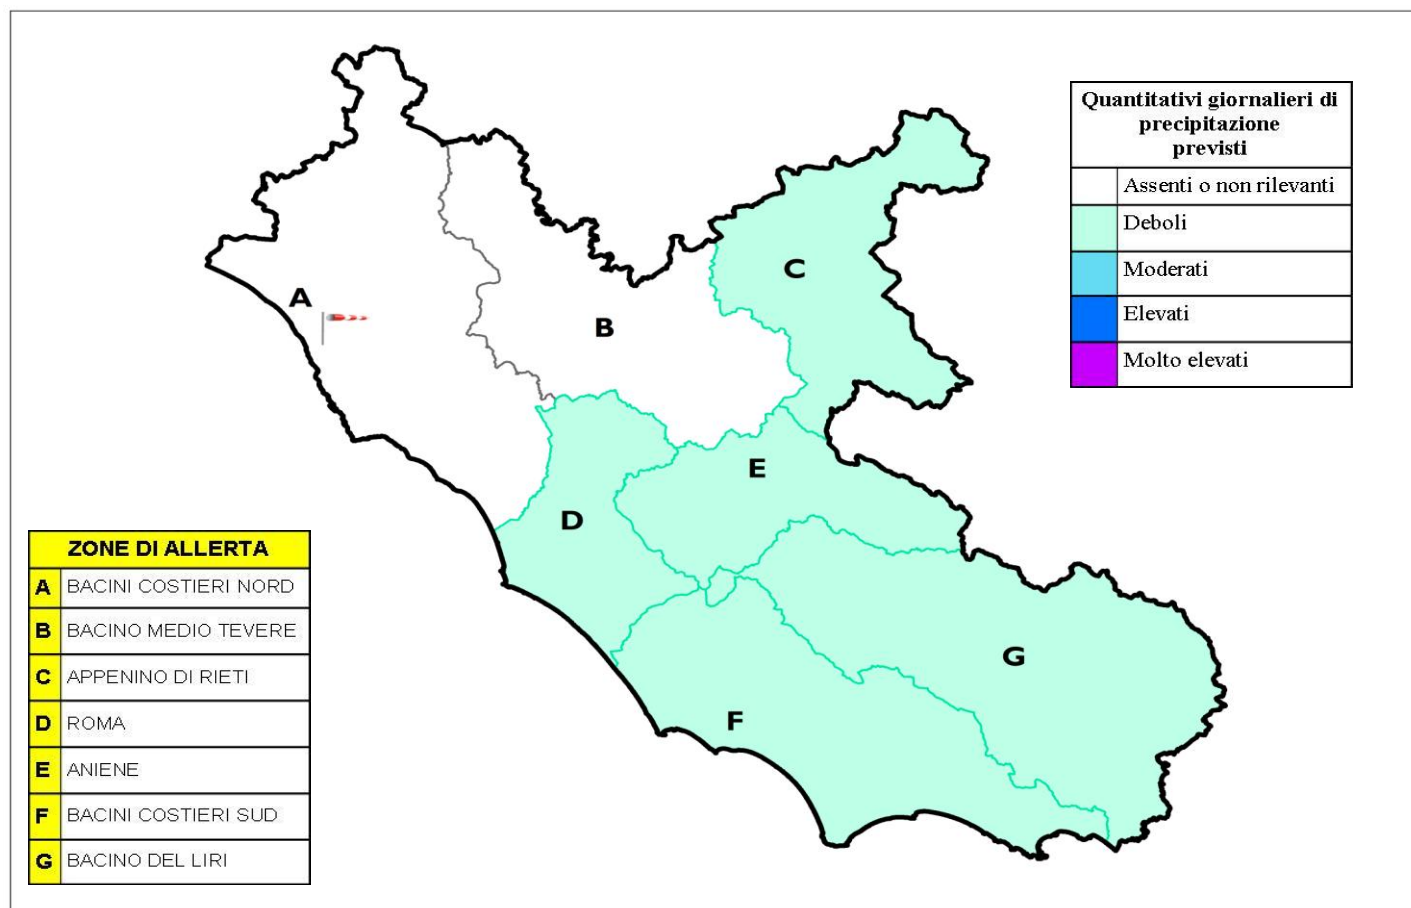 Quantitativi giornalieri di
precipitazione
previsti
Assenti o non rilevanti
Deboli
Moderati
Elevati
Molto elevati
C
A
B
E
D
G
F
ZONE DI ALLERTA
A BACINI COSTIERI NORD
B BACINO MEDIO TEVERE
C APPENINO DI RIETI
D ROMA
E ANIENE
F BACINI COSTIERI SUD
G BACINO DEL LIRI